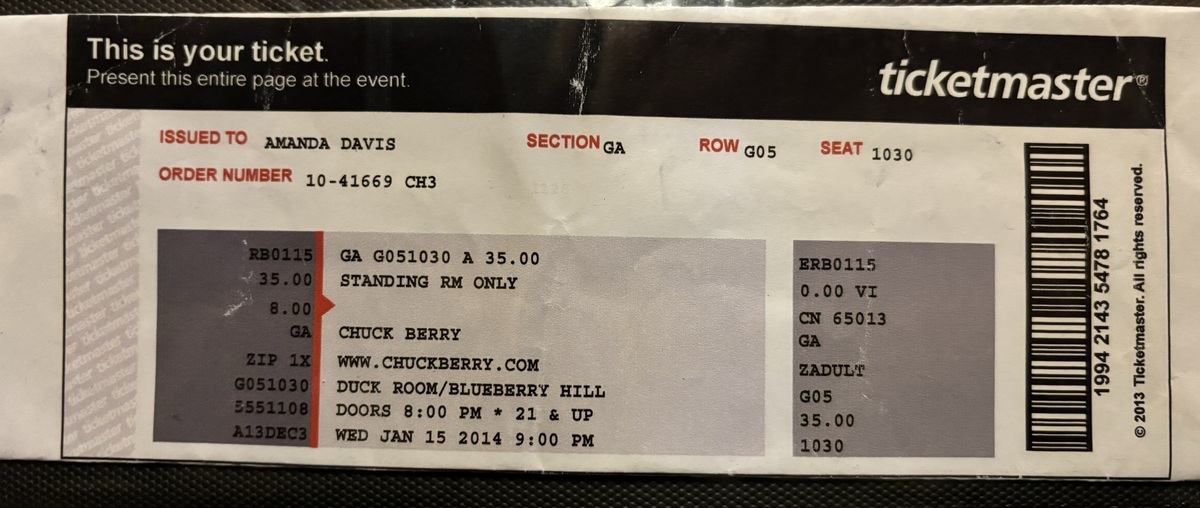 This is your ticket.
Present this entire page at the event.
ticketmaster®
ISSUED TO AMANDA DAVIS SECTION GA ROW G05 SEAT 1030
ORDER NUMBER 10-41669 CH3
RB0115 GA G051030 A 35.00 ERB0115
35.00 STANDING RM ONLY 0.00 VI
8.00 CN 65013
GA CHUCK BERRY GA
ZIP 1X WWW.CHUCKBERRY.COM ZADULT
G051030 DUCK ROOM/BLUEBERRY HILL G05
5551108 DOORS 8:00 PM * 21 & UP 35.00
A13DEC3 WED JAN 15 2014 9:00 PM 1030
1994 2143 5478 1764
© 2013 Ticketmaster. All rights reserved.